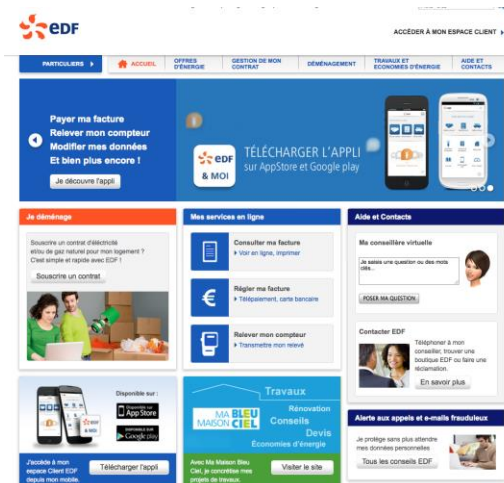 eDF
ACCÉDER À MON ESPACE CLIENT
PARTICULIERS
ACCUEIL
OFFRES
D'ÉNERGIE
GESTION DE MON
CONTRAT
DÉMÉNAGEMENT
TRAVAUX ET
ECONOMIES D'ÉNERGIE
AIDE ET
CONTACTS
Payer ma facture
Relever mon compteur
Modifier mes données
Et bien plus encore !
Je découvre l'appli
eDF
& MOI
TÉLÉCHARGER L'APPLI
sur AppStore et Google play
Je déménage
Souscrire un contrat d'électricité
et/ou de gaz naturel pour mon logement ?
C'est simple et rapide avec EDF !
Souscrire un contrat
Mes services en ligne
Consulter ma facture
Voir en ligne, imprimer
Régler ma facture
Télépaiement, carte bancaire
Relever mon compteur
Transmettre mon relevé
Aide et Contacts
Ma conseillère virtuelle
Je saisis une question ou des mots
clés...
POSER MA QUESTION
Contacter EDF
Téléphoner à mon
conseiller, trouver une
boutique EDF ou faire une
réclamation.
En savoir plus
Disponible sur :
Disponible sur
App Store
Google play
J'accède à mon
espace Client EDF
depuis mon mobile.
Télécharger l'appli
Travaux
Rénovation
Conseils
Devis
Économies d'énergie
MA BLEU
MAISON CIEL
Avec Ma Maison Bleu
Ciel, je concrétise mes
projets de travaux.
Visiter le site
Alerte aux appels et e-mails frauduleux
Je protège sans plus attendre
mes données personnelles
Tous les conseils EDF